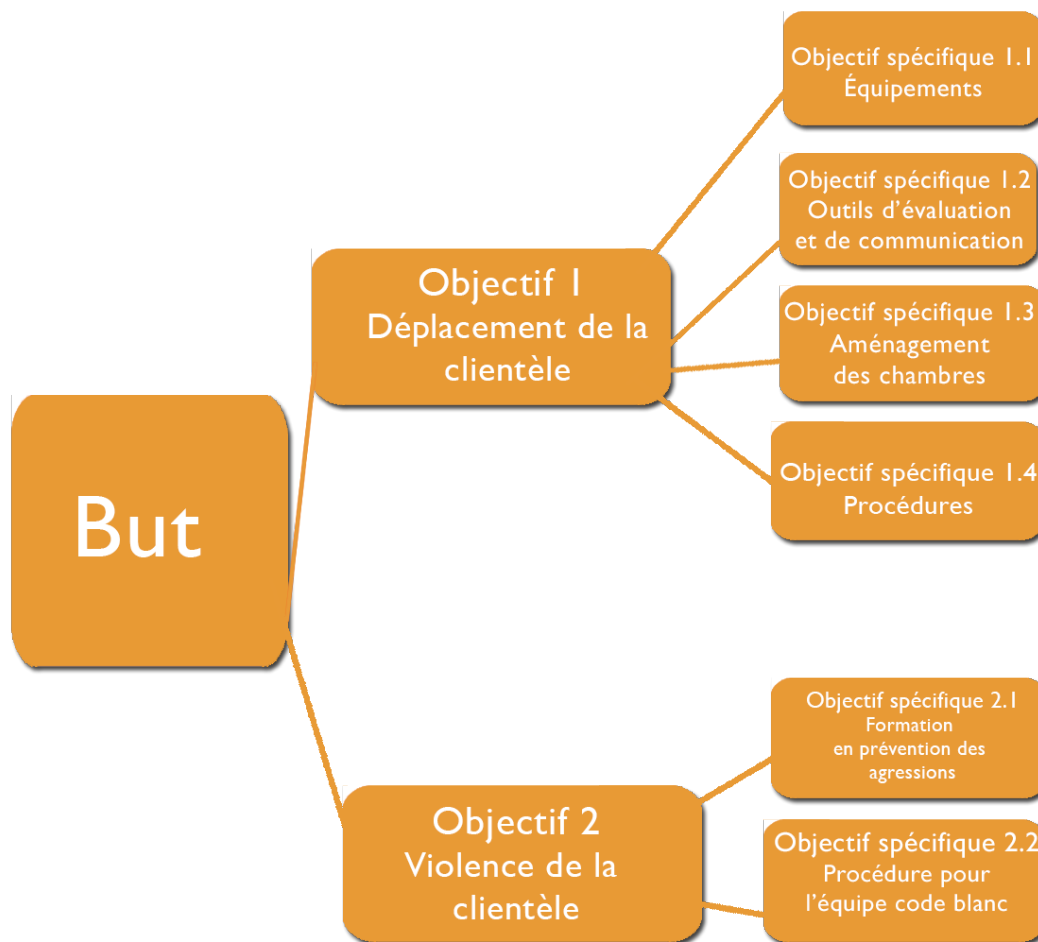 But
Objectif 1
Déplacement de la
clientèle
Objectif spécifique 1.1
Équipements
Objectif spécifique 1.2
Outils d'évaluation
et de communication
Objectif spécifique 1.3
Aménagement
des chambres
Objectif spécifique 1.4
Procédures
Objectif 2
Violence de la
clientèle
Objectif spécifique 2.1
Formation
en prévention des
agressions
Objectif spécifique 2.2
Procédure pour
l'équipe code blanc